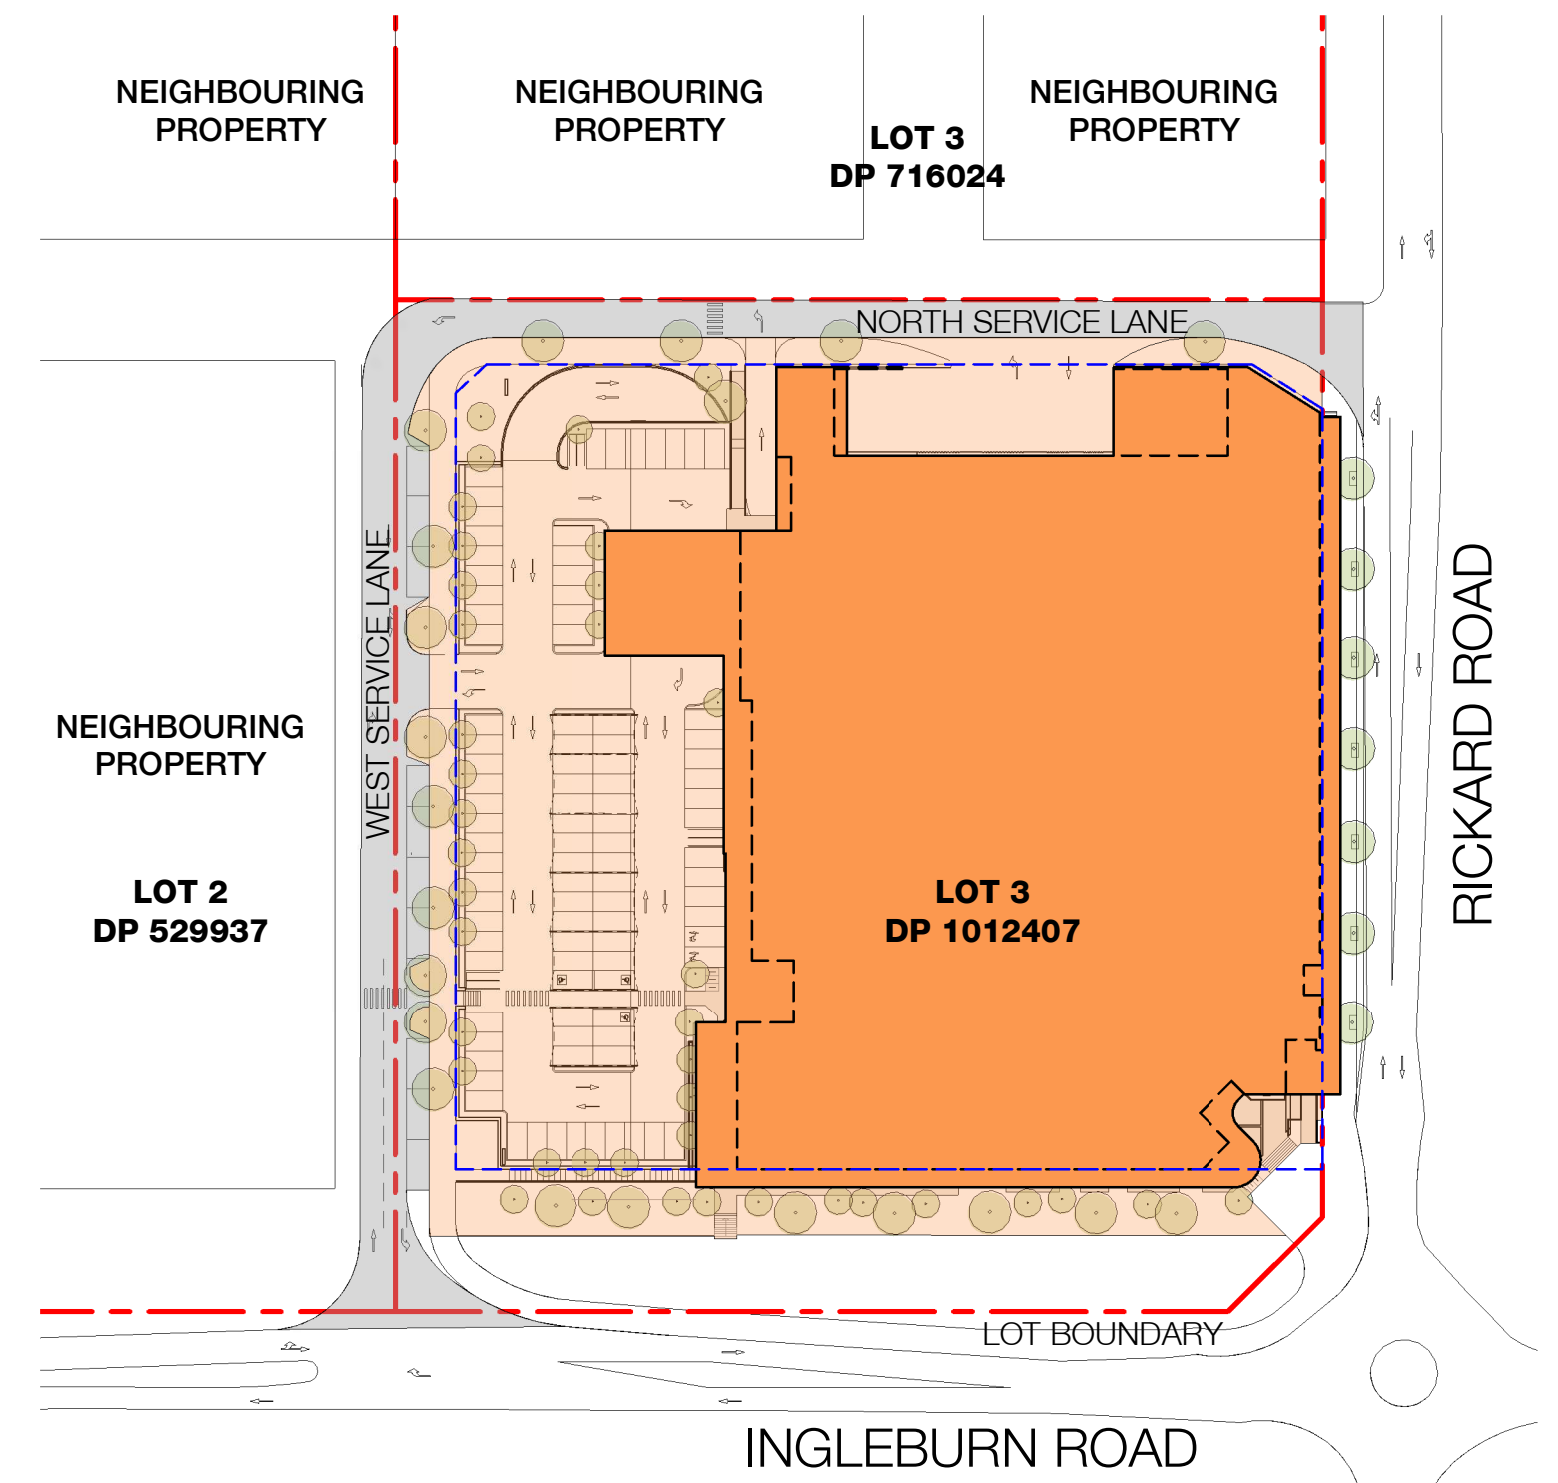 NEIGHBOURING
PROPERTY
NEIGHBOURING
PROPERTY
NEIGHBOURING
PROPERTY
LOT 3
DP 716024
NORTH SERVICE LANE
WEST SERVICE LANE
RICKARD ROAD
NEIGHBOURING
PROPERTY
LOT 2
DP 529937
LOT 3
DP 1012407
LOT BOUNDARY
INGLEBURN ROAD